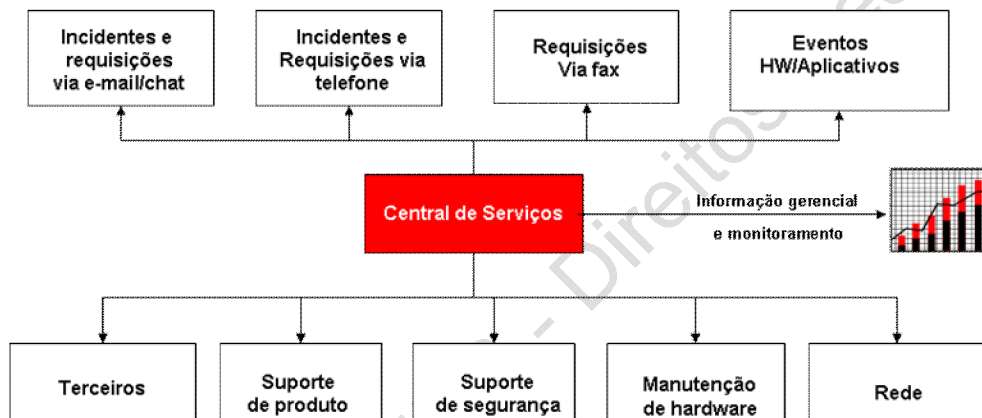 Incidentes e
requisições
via e-mail/chat
Incidentes e
Requisições via
telefone
Requisições
Via fax
Eventos
HW/Aplicativos
Central de Serviços
Informação gerencial
e monitoramento
- Direitos
Terceiros
Suporte
de produto
Suporte
de segurança
Manutenção
de hardware
Rede